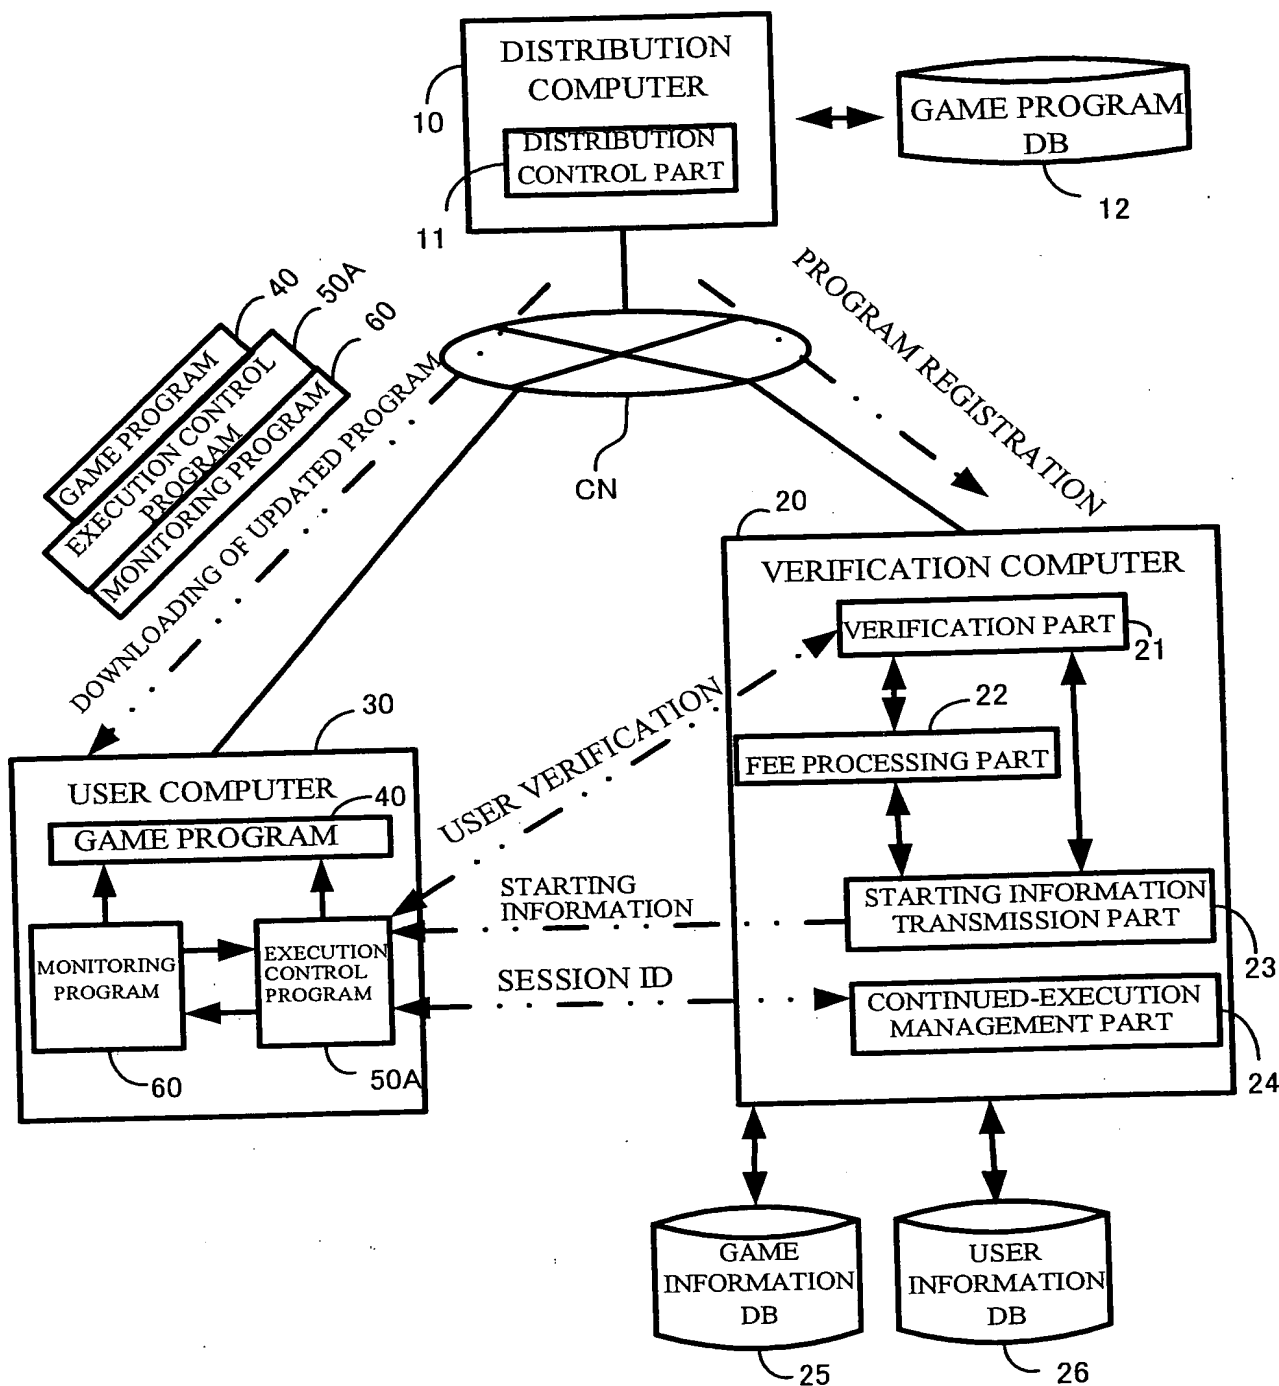 DISTRIBUTION
COMPUTER
10
DISTRIBUTION
CONTROL PART
11
GAME PROGRAM
DB
12
40
50A
60
GAME PROGRAM
EXECUTION CONTROL
PROGRAM
MONITORING PROGRAM
DOWNLOADING OF UPDATED PROGRAM
PROGRAM REGISTRATION
CN
20
VERIFICATION COMPUTER
VERIFICATION PART
21
22
FEE PROCESSING PART
STARTING INFORMATION
TRANSMISSION PART
23
CONTINUED-EXECUTION
MANAGEMENT PART
24
30
USER COMPUTER
40
GAME PROGRAM
MONITORING
PROGRAM
60
EXECUTION
CONTROL
PROGRAM
50A
USER VERIFICATION
STARTING
INFORMATION
SESSION ID
GAME
INFORMATION
DB
25
USER
INFORMATION
DB
26